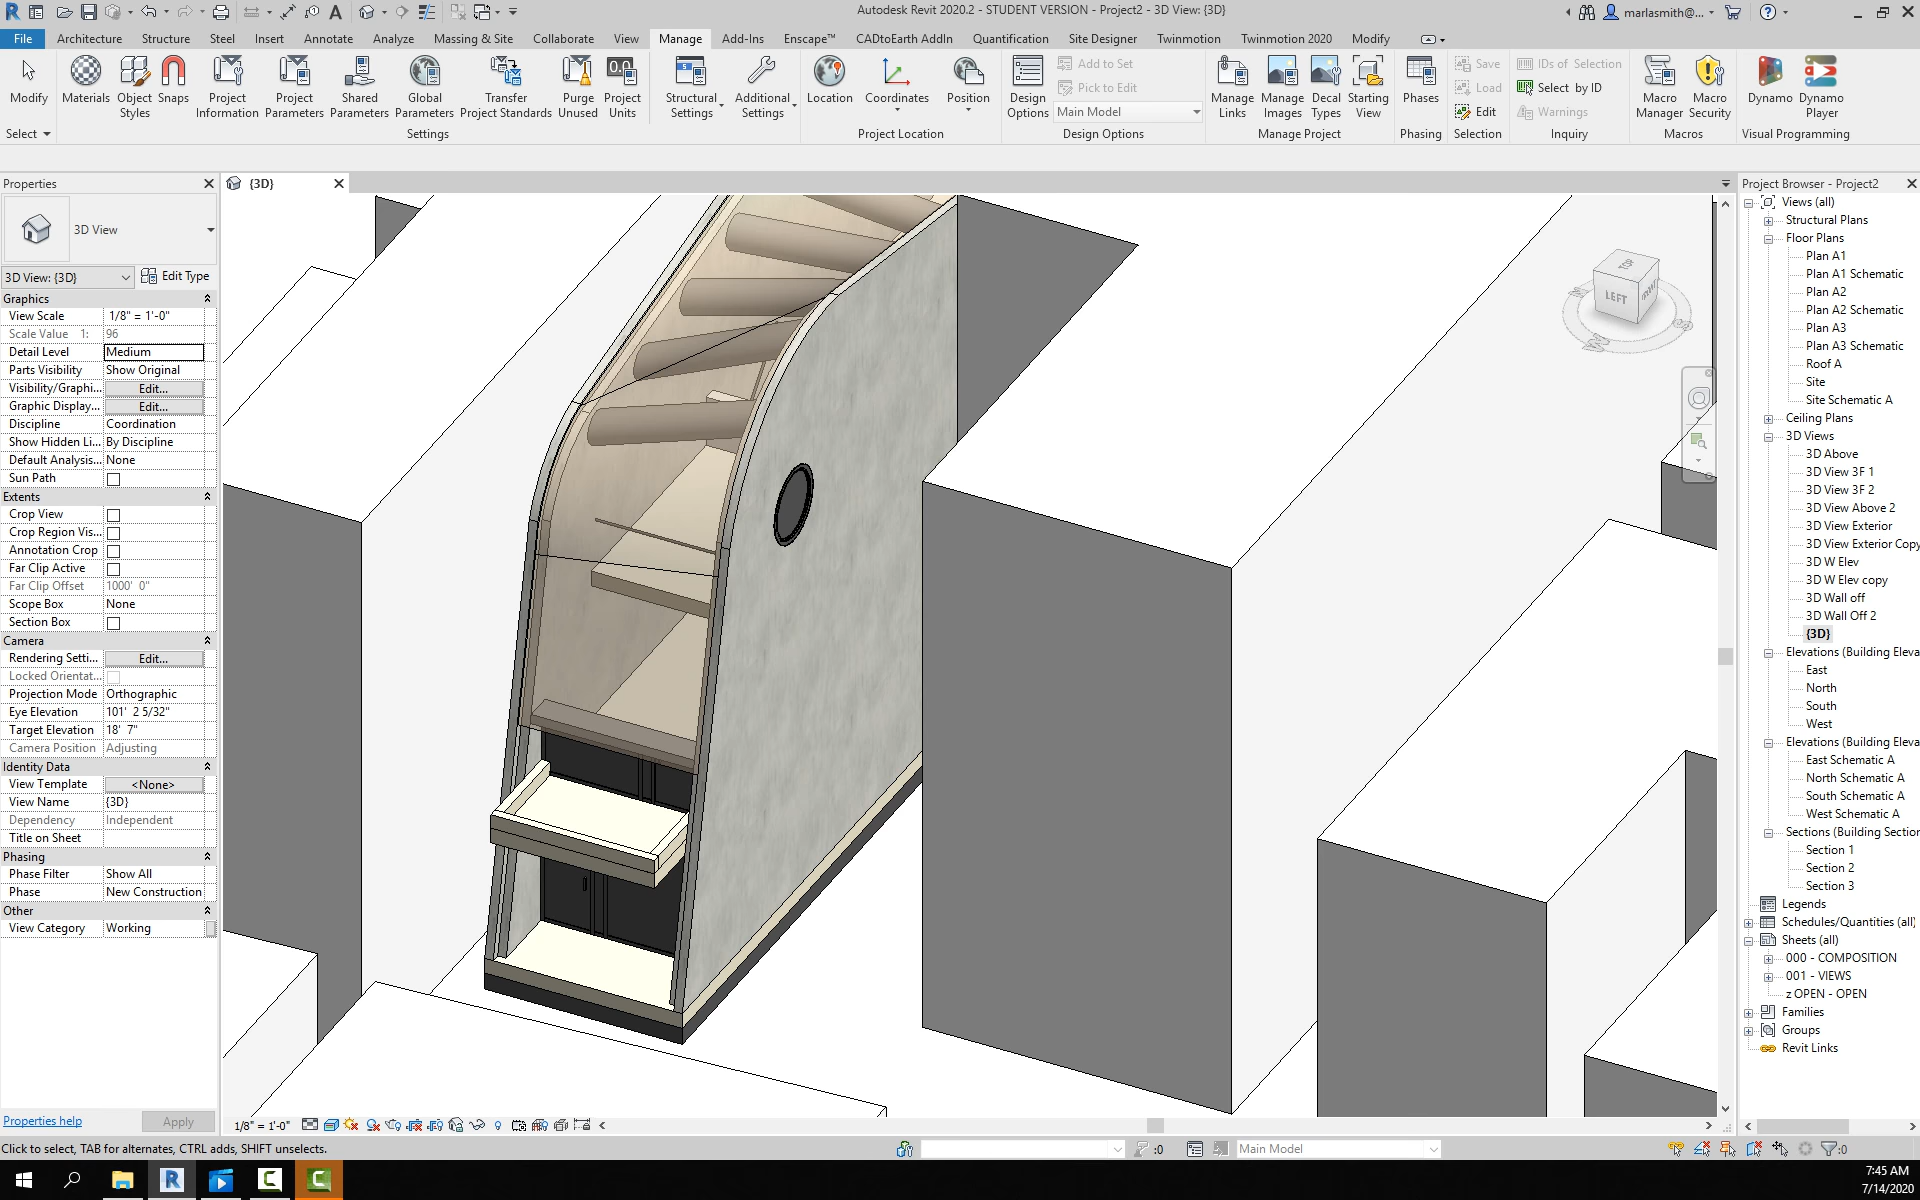 Autodesk Revit 2020.2 - STUDENT VERSION - Project2 - 3D View: {3D}
marlasmith@...
File Architecture Structure Steel Insert Annotate Analyze Massing & Site Collaborate View Manage Add-Ins Enscape™ CADtoEarth AddIn Quantification Site Designer Twinmotion Twinmotion 2020 Modify
Modify
Materials
Object Styles
Snaps
Project Information
Project Parameters
Shared Parameters
Global Parameters
Transfer Project Standards
Purge Unused
Project Units
Structural Settings
Additional Settings
Location
Coordinates
Position
Design Options
Add to Set
Pick to Edit
Main Model
Manage Links
Manage Images
Decal Types
Starting View
Phases
Save
Load
Edit
IDs of Selection
Select by ID
Warnings
Macro Manager
Macro Security
Dynamo
Dynamo Player
Select
Settings
Project Location
Design Options
Manage Project
Phasing
Selection
Inquiry
Macros
Visual Programming
Properties
3D View
3D View: {3D}
Edit Type
Graphics
View Scale 1/8" = 1'-0"
Scale Value 1: 96
Detail Level Medium
Parts Visibility Show Original
Visibility/Graphi... Edit...
Graphic Display... Edit...
Discipline Coordination
Show Hidden Li... By Discipline
Default Analysis... None
Sun Path
Extents
Crop View
Crop Region Vis...
Annotation Crop
Far Clip Active
Far Clip Offset 1000' 0"
Scope Box None
Section Box
Camera
Rendering Setti... Edit...
Locked Orientat...
Projection Mode Orthographic
Eye Elevation 101' 2 5/32"
Target Elevation 18' 7"
Camera Position Adjusting
Identity Data
View Template <None>
View Name {3D}
Dependency Independent
Title on Sheet
Phasing
Phase Filter Show All
Phase New Construction
Other
View Category Working
Properties help
Apply
{3D}
TOP
LEFT
Project Browser - Project2
Views (all)
Structural Plans
Floor Plans
Plan A1
Plan A1 Schematic
Plan A2
Plan A2 Schematic
Plan A3
Plan A3 Schematic
Roof A
Site
Site Schematic A
Ceiling Plans
3D Views
3D Above
3D View 3F 1
3D View 3F 2
3D View Above 2
3D View Exterior
3D View Exterior Copy
3D W Elev
3D W Elev copy
3D Wall off
3D Wall Off 2
{3D}
Elevations (Building Eleva
East
North
South
West
Elevations (Building Eleva
East Schematic A
North Schematic A
South Schematic A
West Schematic A
Sections (Building Section
Section 1
Section 2
Section 3
Legends
Schedules/Quantities (all)
Sheets (all)
000 - COMPOSITION
001 - VIEWS
z OPEN - OPEN
Families
Groups
Revit Links
1/8" = 1'-0"
Click to select, TAB for alternates, CTRL adds, SHIFT unselects.
:0
Main Model
:0
7:45 AM
7/14/2020